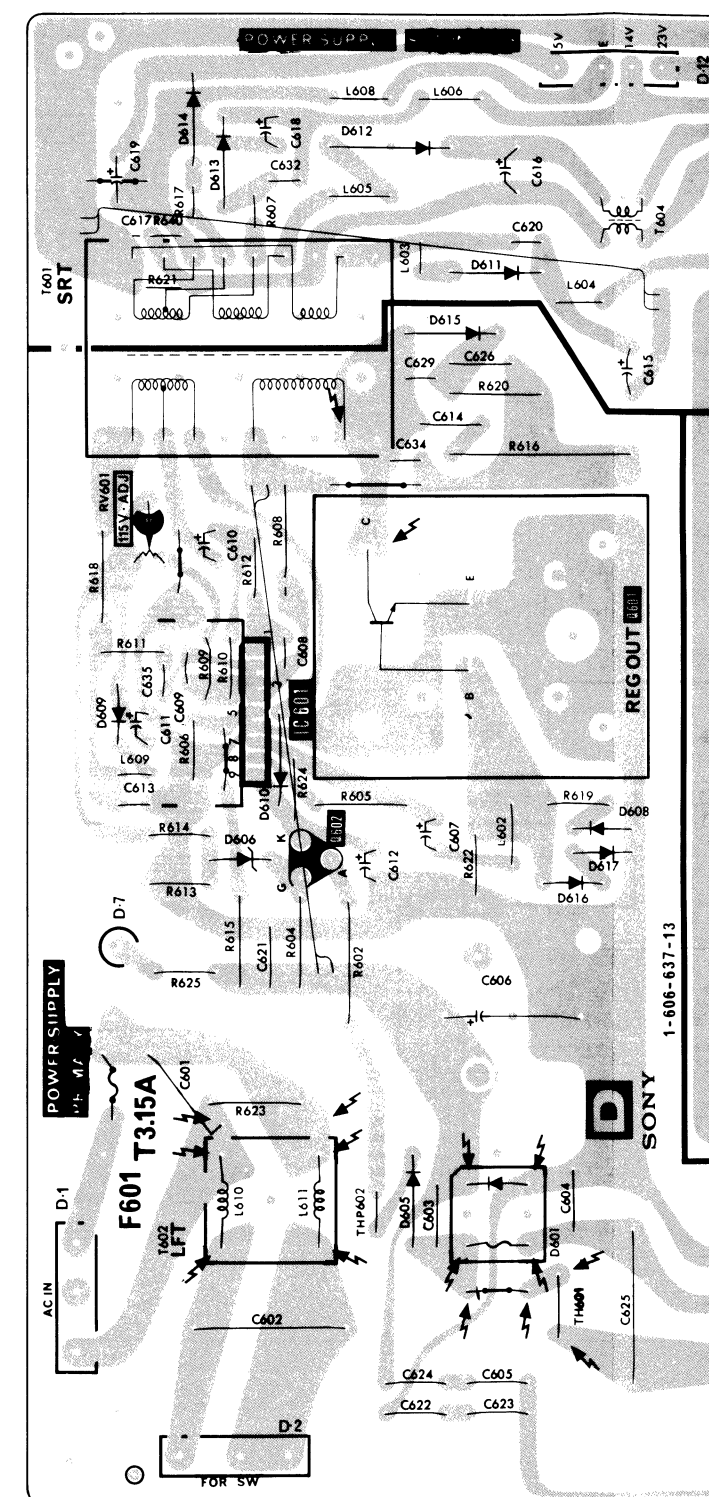 POWER SUPP
5V
E
14V
23V
D-12
L608
L606
D614
D613
C618
D612
C619
C632
C616
R617
L605
R607
C617
R640
T604
C620
L603
T601
SRT
R621
D611
L604
D615
C615
C629
C626
R620
C614
C634
R616
RV601
115V·ADJ
C
R618
C610
R612
R608
E
R611
C608
R609
R610
C635
C609
D609
C611
R606
5
7
8
9
1
IC601
B
REG OUT
Q601
L609
C613
D610
R624
R605
R619
R614
D606
K
Q602
C607
L602
D608
G
A
C612
R622
D617
R613
D616
D-7
R615
C621
R604
R602
R625
C606
1-606-637-13
POWER SUPPLY
C601
F601 T3.15A
R623
D
SONY
D-1
T602
LFT
L610
L611
THP602
D605
C603
C604
D601
AC IN
C602
TH601
C625
C624
C605
C622
C623
D-2
FOR SW